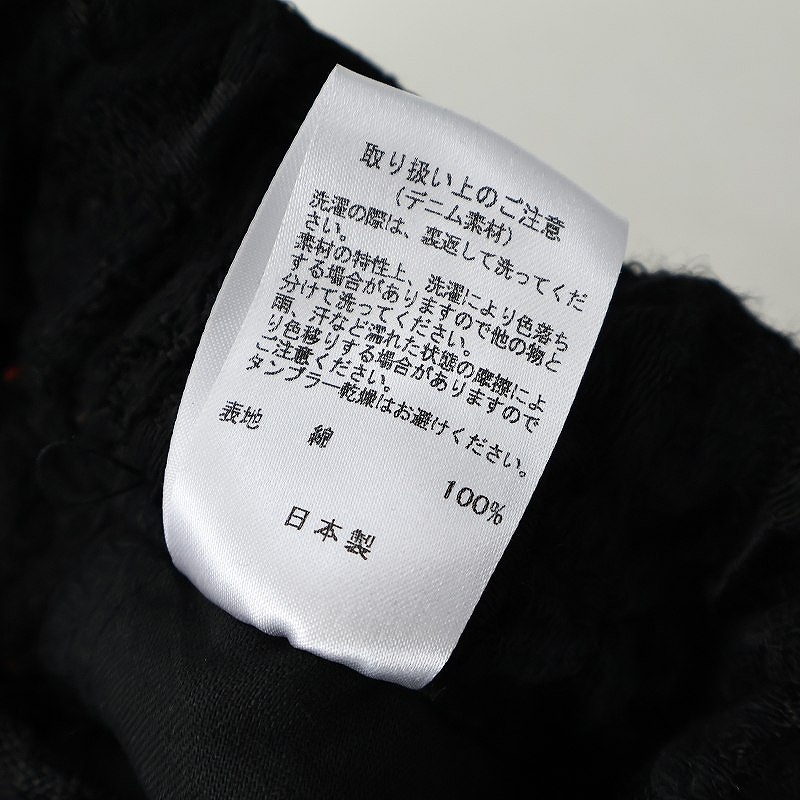 取り扱い上のご注意
(デニム素材)
洗濯の際は、裏返して洗ってくだ
さい。
素材の特性上、洗濯により色落ち
する場合がありますので他の物と
分けて洗ってください。
雨、汗など濡れた状態の摩擦によ
り色移りする場合がありますので
ご注意ください。
タンブラー乾燥はお避けください。
表地 綿 100%
日本製